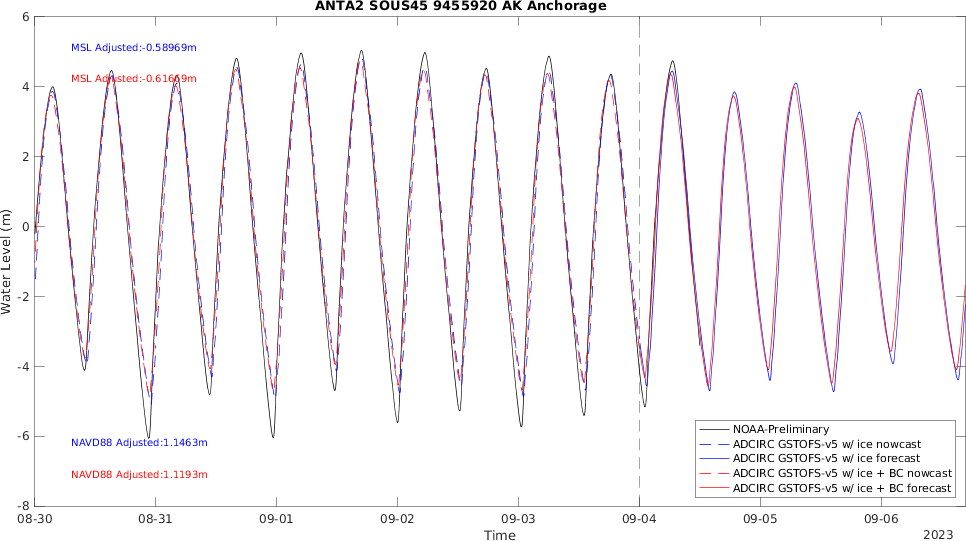 ANTA2 SOUS45 9455920 AK Anchorage
6
MSL Adjusted:-0.58969m
MSL Adjusted:-0.61669m
4
2
0
-2
-4
-6
-8
Water Level (m)
NAVD88 Adjusted:1.1463m
NAVD88 Adjusted:1.1193m
NOAA-Preliminary
ADCIRC GSTOFS-v5 w/ ice nowcast
ADCIRC GSTOFS-v5 w/ ice forecast
ADCIRC GSTOFS-v5 w/ ice + BC nowcast
ADCIRC GSTOFS-v5 w/ ice + BC forecast
08-30 08-31 09-01 09-02 09-03 09-04 09-05 09-06
Time
2023